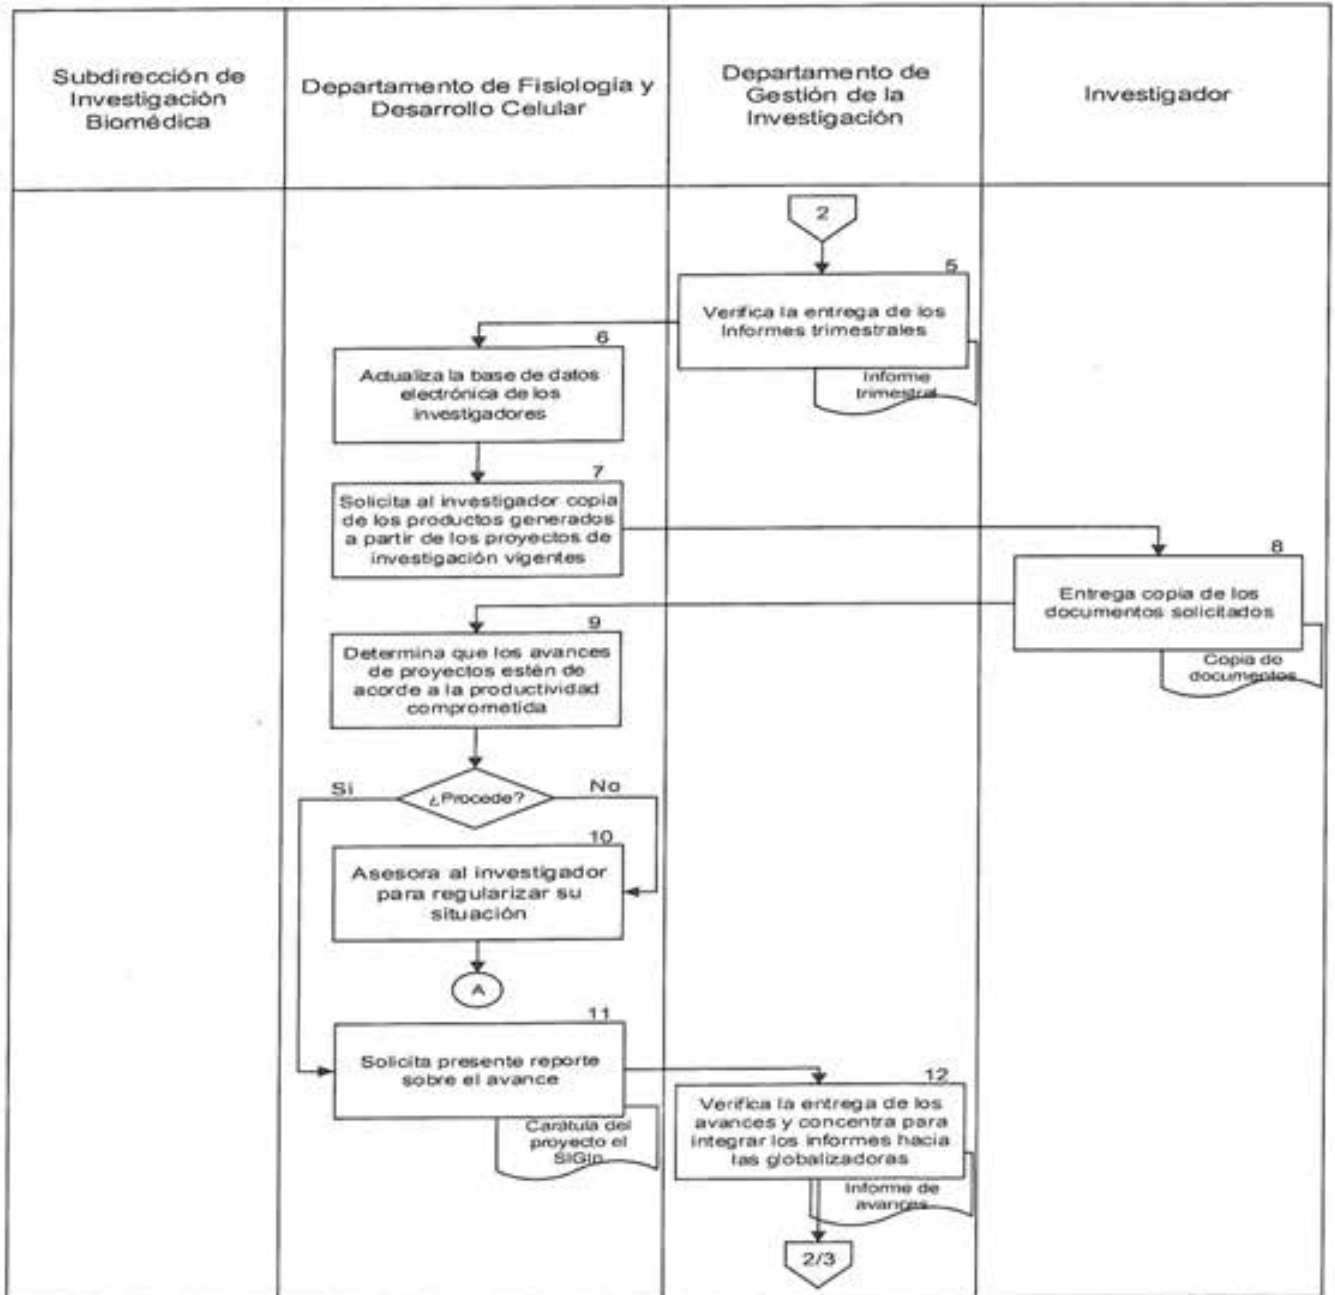 Subdirección de
Investigación
Biomédica
Departamento de Fisiología y
Desarrollo Celular
Departamento de
Gestión de la
Investigación
Investigador
2
5
Verifica la entrega de los
Informes trimestrales
Informe
trimestral
6
Actualiza la base de datos
electrónica de los
investigadores
7
Solicita al investigador copia
de los productos generados
a partir de los proyectos de
investigación vigentes
8
Entrega copia de los
documentos solicitados
Copia de
documentos
9
Determina que los avances
de proyectos estén de
acorde a la productividad
comprometida
Si
¿Procede?
No
10
Asesora al investigador
para regularizar su
situación
A
11
Solicita presente reporte
sobre el avance
Carátula del
proyecto el
SIGIn
12
Verifica la entrega de los
avances y concentra para
integrar los informes hacia
las globalizadoras
Informe de
avances
2/3